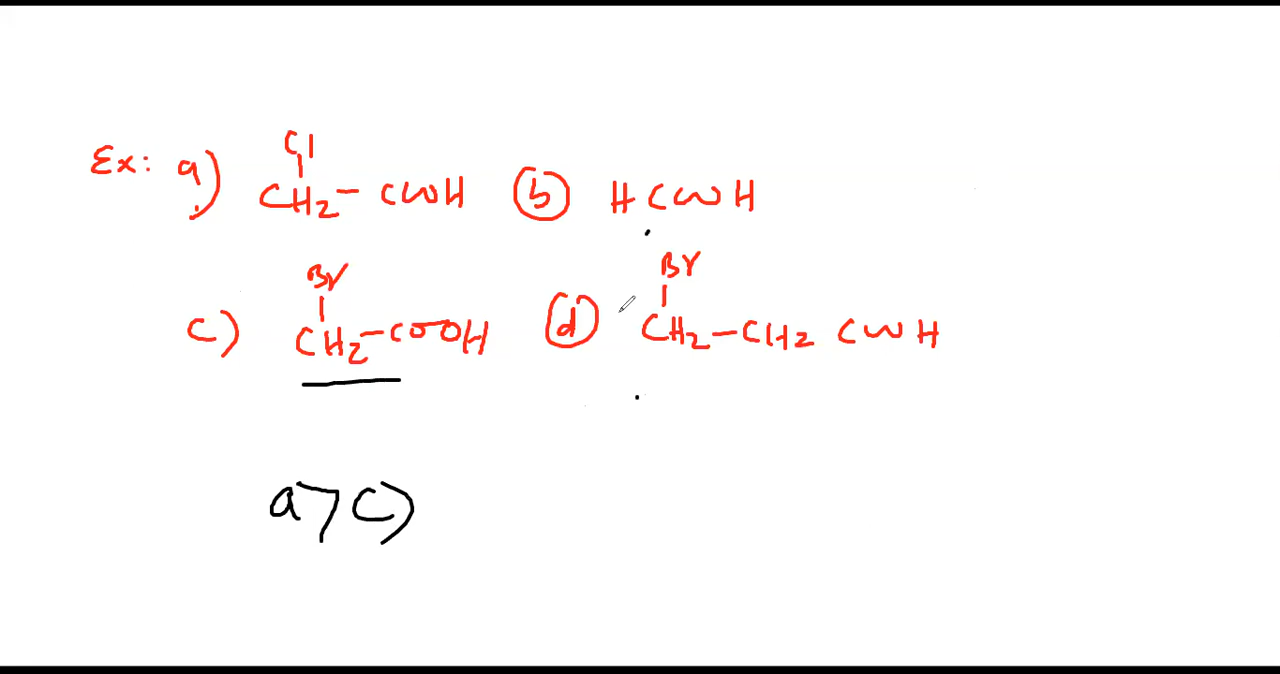 Cl
Ex: a) CH2 - COOH (b) HCOOH
Br Br
c) CH2-COOH (d) CH2-CH2 COOH
a > c >